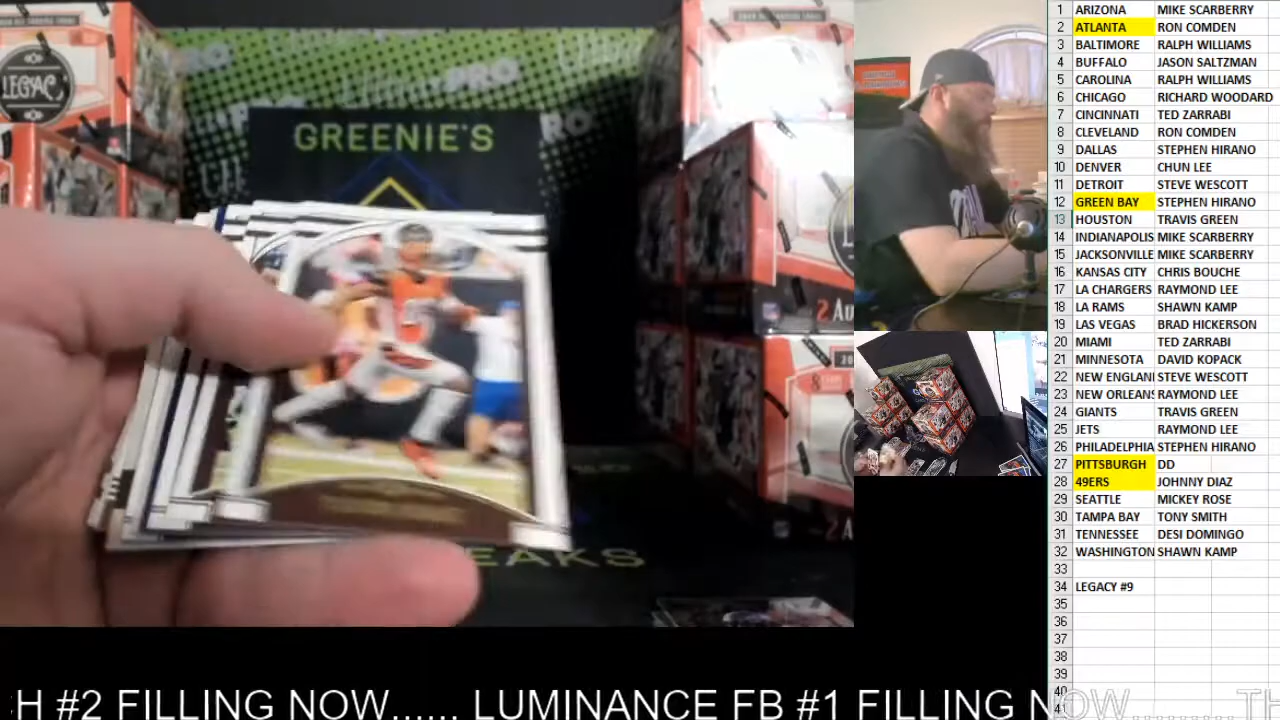 LEGACY
GREENIE'S
EAKS
1 ARIZONA MIKE SCARBERRY
2 ATLANTA RON COMDEN
3 BALTIMORE RALPH WILLIAMS
4 BUFFALO JASON SALTZMAN
5 CAROLINA RALPH WILLIAMS
6 CHICAGO RICHARD WOODARD
7 CINCINNATI TED ZARRABI
8 CLEVELAND RON COMDEN
9 DALLAS STEPHEN HIRANO
10 DENVER CHUN LEE
11 DETROIT STEVE WESCOTT
12 GREEN BAY STEPHEN HIRANO
13 HOUSTON TRAVIS GREEN
14 INDIANAPOLIS MIKE SCARBERRY
15 JACKSONVILLE MIKE SCARBERRY
16 KANSAS CITY CHRIS BOUCHE
17 LA CHARGERS RAYMOND LEE
18 LA RAMS SHAWN KAMP
19 LAS VEGAS BRAD HICKERSON
20 MIAMI TED ZARRABI
21 MINNESOTA DAVID KOPACK
22 NEW ENGLAN STEVE WESCOTT
23 NEW ORLEANS RAYMOND LEE
24 GIANTS TRAVIS GREEN
25 JETS RAYMOND LEE
26 PHILADELPHIA STEPHEN HIRANO
27 PITTSBURGH DD
28 49ERS JOHNNY DIAZ
29 SEATTLE MICKEY ROSE
30 TAMPA BAY TONY SMITH
31 TENNESSEE DESI DOMINGO
32 WASHINGTON SHAWN KAMP
33
34 LEGACY #9
35
36
37
38
39
40
41
H #2 FILLING NOW...... LUMINANCE FB #1 FILLING NOW...... TH